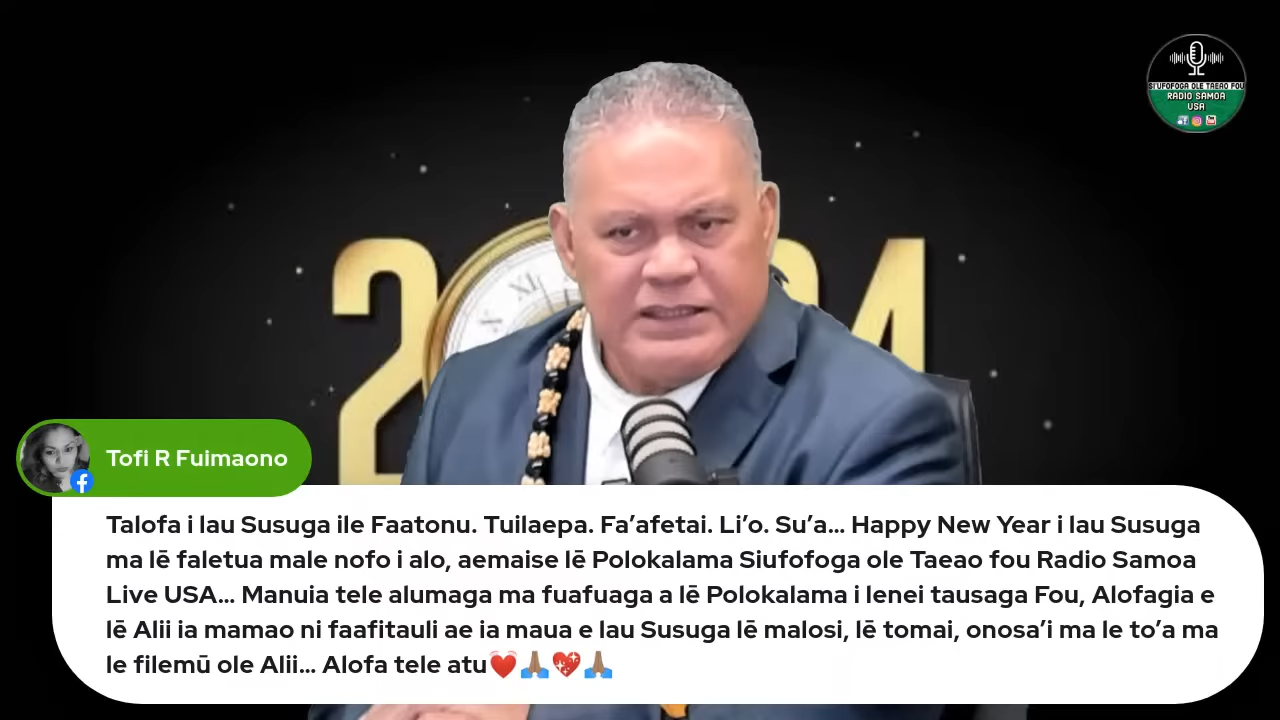 SIUFOFOGA OLE TAEAO FOU
RADIO SAMOA
USA
2
4
XI
Tofi R Fuimaono
Talofa i lau Susuga ile Faatonu. Tuilaepa. Fa’afetai. Li’o. Su’a... Happy New Year i lau Susuga
ma lē faletua male nofo i alo, aemaise lē Polokalama Siufofoga ole Taeao fou Radio Samoa
Live USA... Manuia tele alumaga ma fuafuaga a lē Polokalama i lenei tausaga Fou, Alofagia e
lē Alii ia mamao ni faafitauli ae ia maua e lau Susuga lē malosi, lē tomai, onosa’i ma le to’a ma
le filemū ole Alii... Alofa tele atu❤️🙏🏽💖🙏🏽